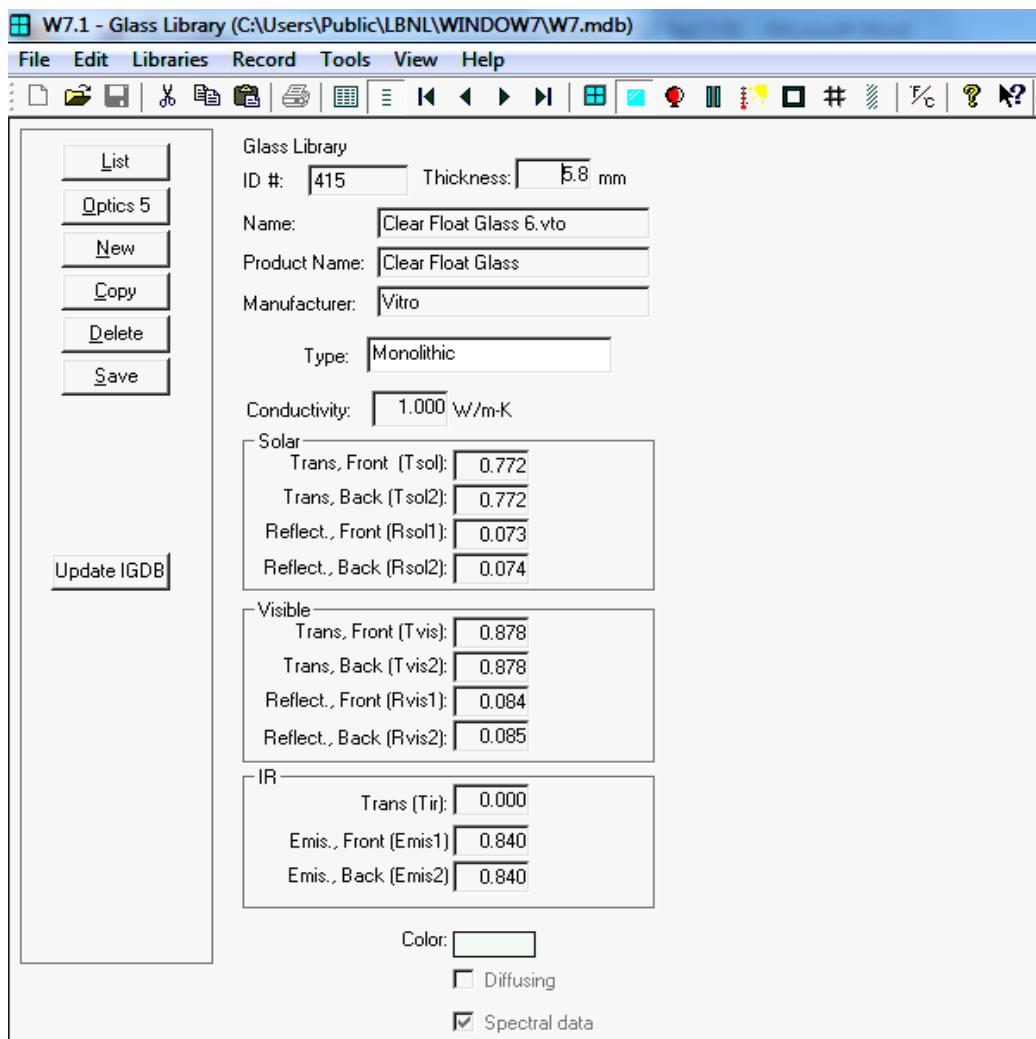 W7.1 - Glass Library (C:\Users\Public\LBNL\WINDOW7\W7.mdb)
File Edit Libraries Record Tools View Help
List
Optics 5
New
Copy
Delete
Save
Update IGDB
Glass Library
ID #: 415 Thickness: 5.8 mm
Name: Clear Float Glass 6.vto
Product Name: Clear Float Glass
Manufacturer: Vitro
Type: Monolithic
Conductivity: 1.000 W/m-K
Solar
Trans, Front (Tsol): 0.772
Trans, Back (Tsol2): 0.772
Reflect., Front (Rsol1): 0.073
Reflect., Back (Rsol2): 0.074
Visible
Trans, Front (Tvis): 0.878
Trans, Back (Tvis2): 0.878
Reflect., Front (Rvis1): 0.084
Reflect., Back (Rvis2): 0.085
IR
Trans (Tir): 0.000
Emis., Front (Emis1) 0.840
Emis., Back (Emis2) 0.840
Color:
Diffusing
Spectral data